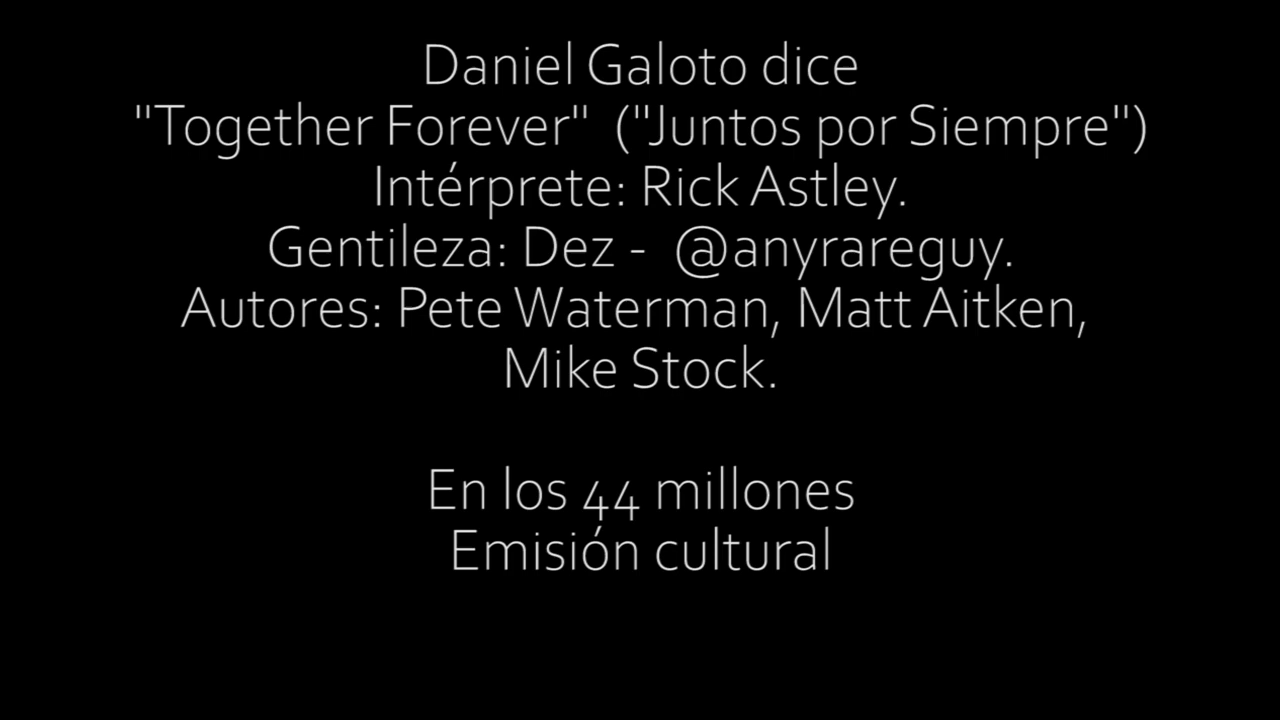 Daniel Galoto dice
"Together Forever"  ("Juntos por Siempre")
Intérprete: Rick Astley.
Gentileza: Dez -  @anyrareguy.
Autores: Pete Waterman, Matt Aitken,
Mike Stock.
En los 44 millones
Emisión cultural